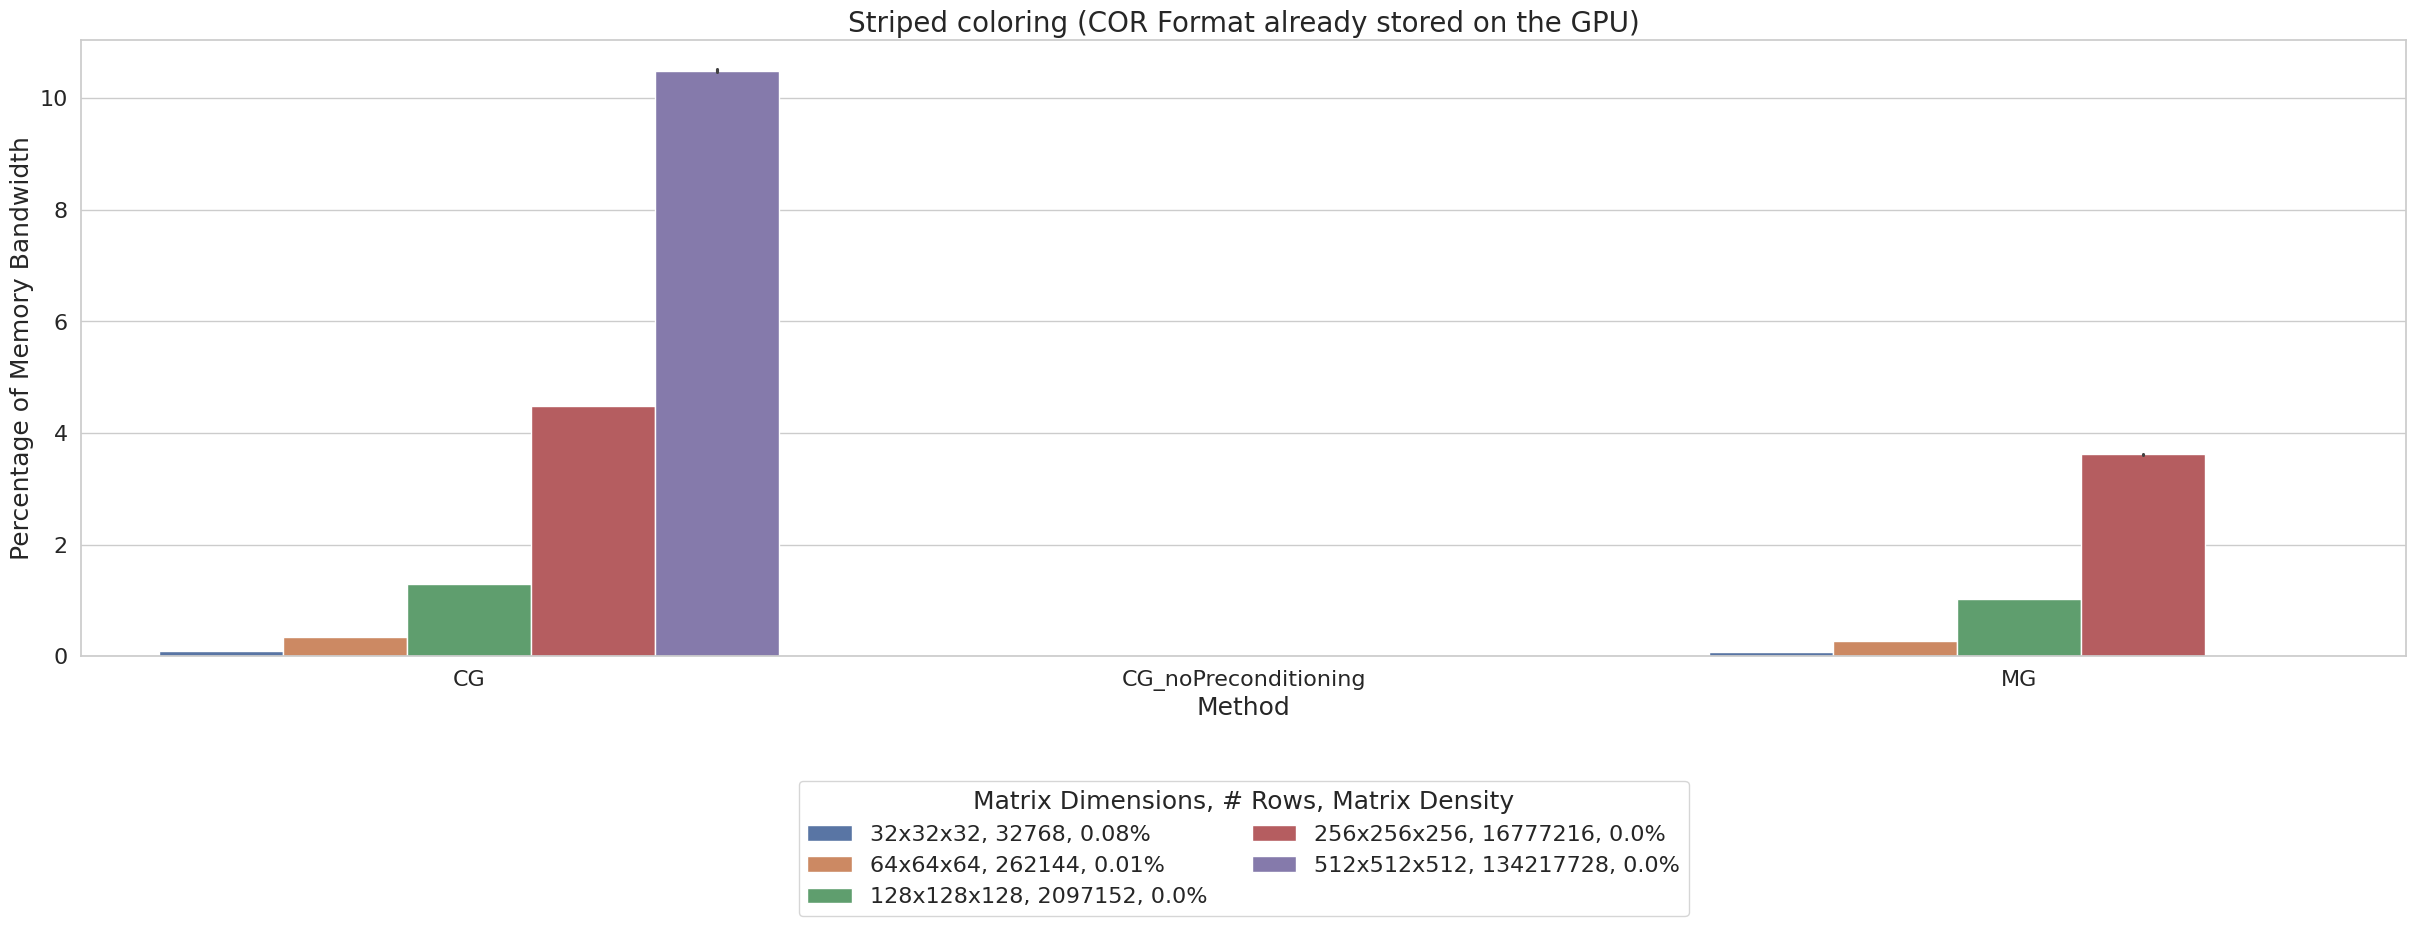 Striped coloring (COR Format already stored on the GPU)
Percentage of Memory Bandwidth
10
8
6
4
2
0
CG
CG_noPreconditioning
MG
Method
Matrix Dimensions, # Rows, Matrix Density
32x32x32, 32768, 0.08%
64x64x64, 262144, 0.01%
128x128x128, 2097152, 0.0%
256x256x256, 16777216, 0.0%
512x512x512, 134217728, 0.0%